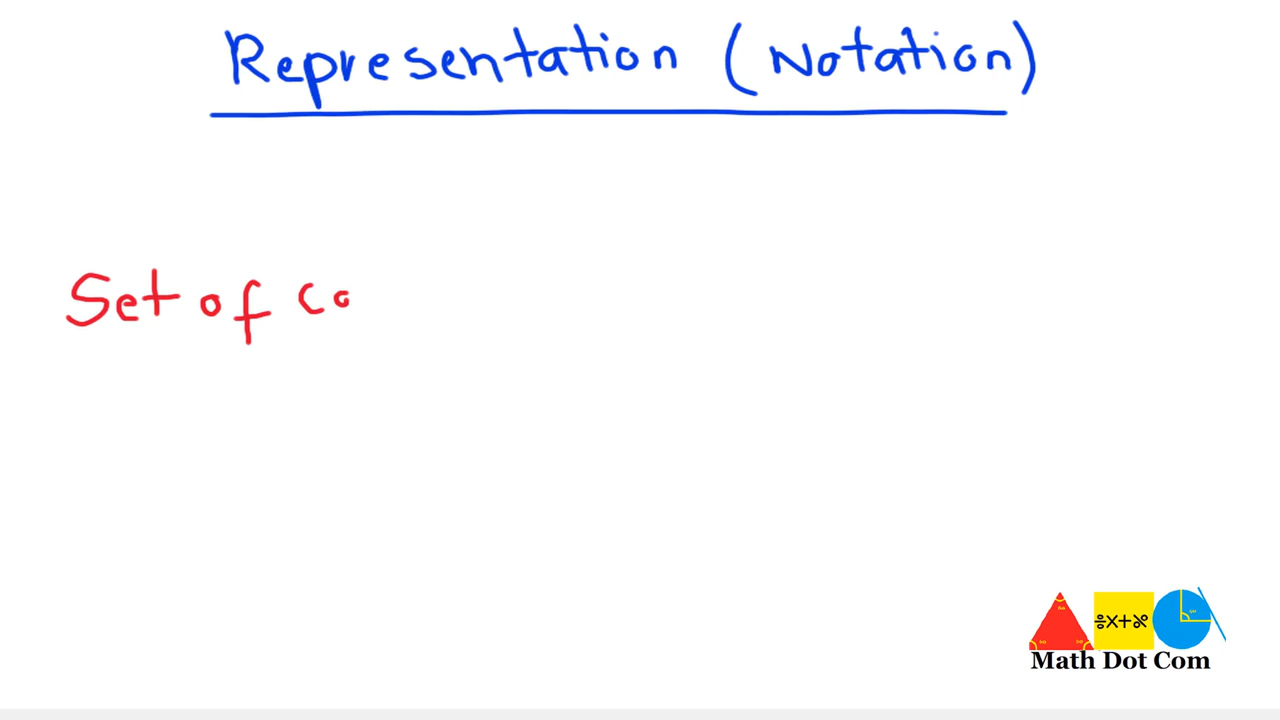 Representation (Notation)
Set of co
÷x+%
Math Dot Com